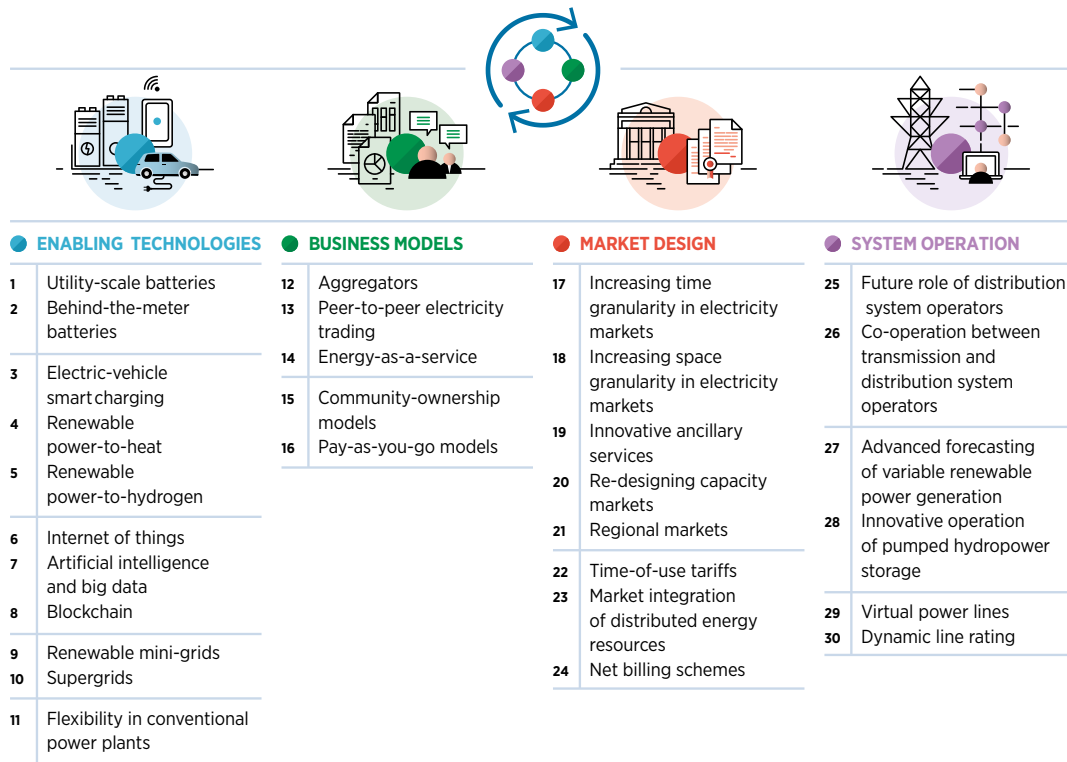 ENABLING TECHNOLOGIES
1 Utility-scale batteries
2 Behind-the-meter
batteries
3 Electric-vehicle
smart charging
4 Renewable
power-to-heat
5 Renewable
power-to-hydrogen
6 Internet of things
7 Artificial intelligence
and big data
8 Blockchain
9 Renewable mini-grids
10 Supergrids
11 Flexibility in conventional
power plants
BUSINESS MODELS
12 Aggregators
13 Peer-to-peer electricity
trading
14 Energy-as-a-service
15 Community-ownership
models
16 Pay-as-you-go models
MARKET DESIGN
17 Increasing time
granularity in electricity
markets
18 Increasing space
granularity in electricity
markets
19 Innovative ancillary
services
20 Re-designing capacity
markets
21 Regional markets
22 Time-of-use tariffs
23 Market integration
of distributed energy
resources
24 Net billing schemes
SYSTEM OPERATION
25 Future role of distribution
system operators
26 Co-operation between
transmission and
distribution system
operators
27 Advanced forecasting
of variable renewable
power generation
28 Innovative operation
of pumped hydropower
storage
29 Virtual power lines
30 Dynamic line rating